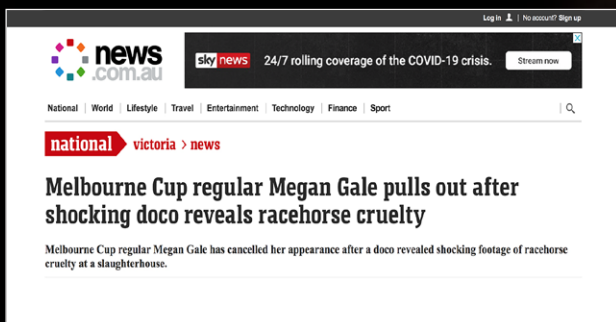 Log in | No account? Sign up
news
.com.au
sky news 24/7 rolling coverage of the COVID-19 crisis. Stream now
National | World | Lifestyle | Travel | Entertainment | Technology | Finance | Sport
national victoria > news
Melbourne Cup regular Megan Gale pulls out after
shocking doco reveals racehorse cruelty
Melbourne Cup regular Megan Gale has cancelled her appearance after a doco revealed shocking footage of racehorse
cruelty at a slaughterhouse.